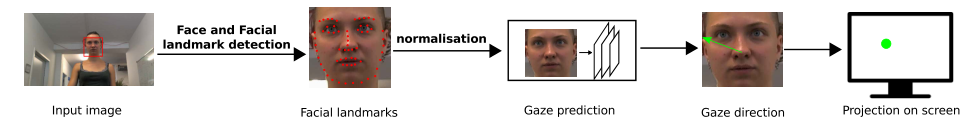 Face and Facial
landmark detection
normalisation
Input image
Facial landmarks
Gaze prediction
Gaze direction
Projection on screen